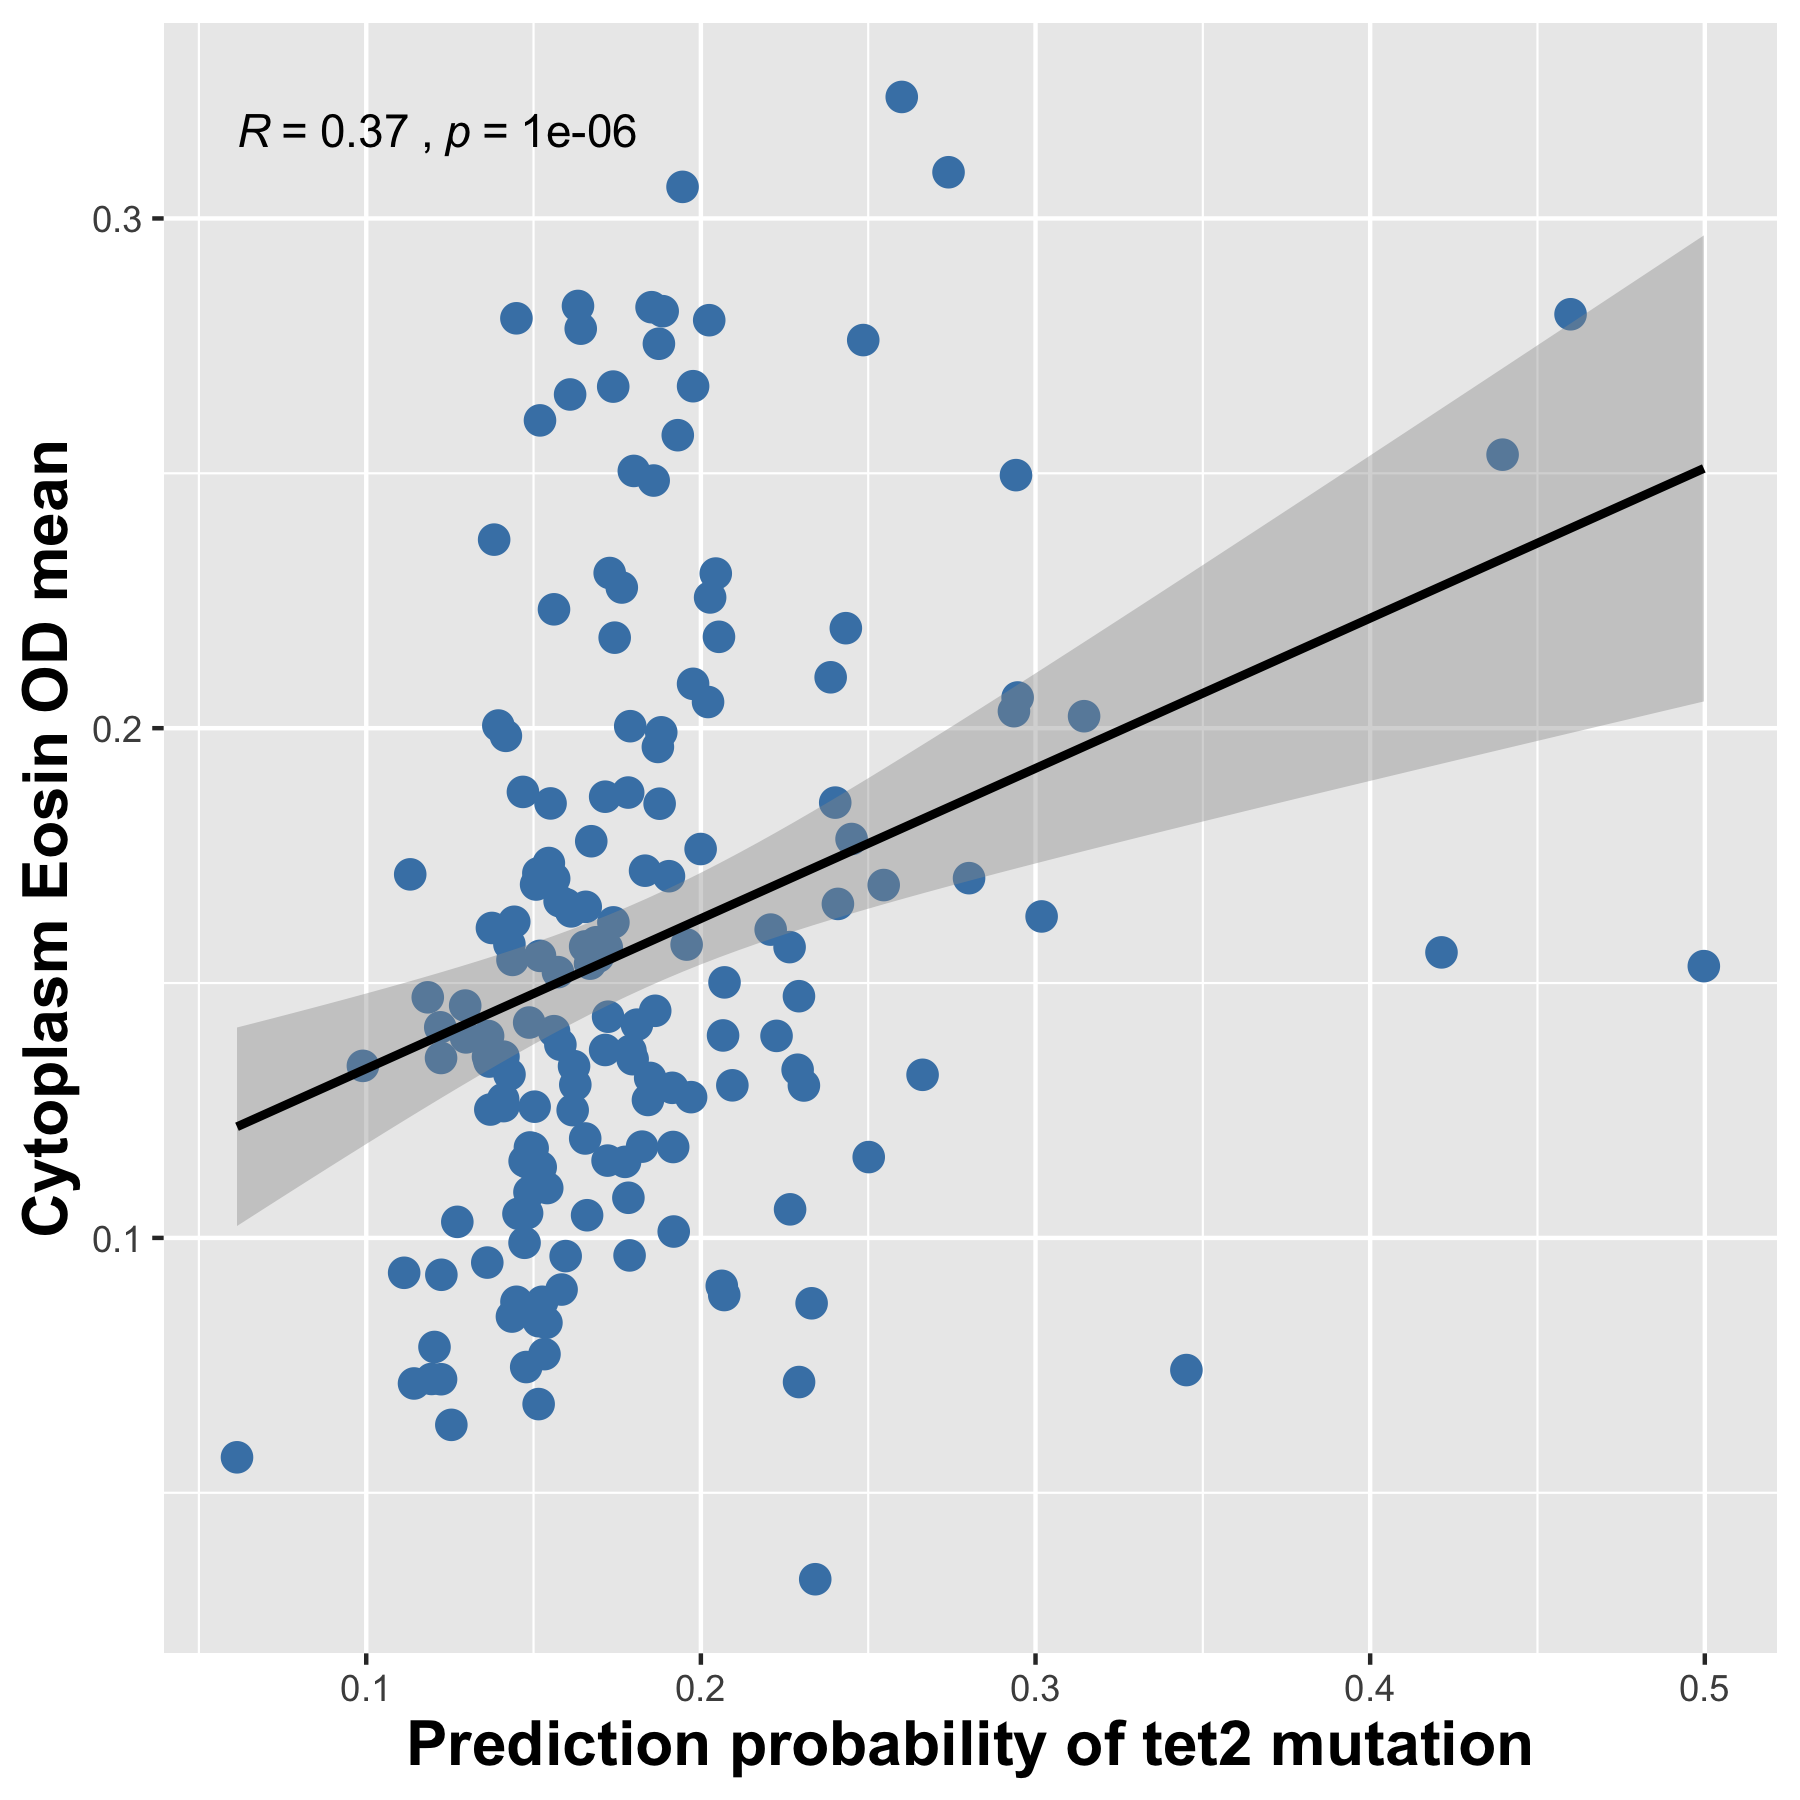 R = 0.37 , p = 1e-06
Cytoplasm Eosin OD mean
0.3
0.2
0.1
0.1 0.2 0.3 0.4 0.5
Prediction probability of tet2 mutation